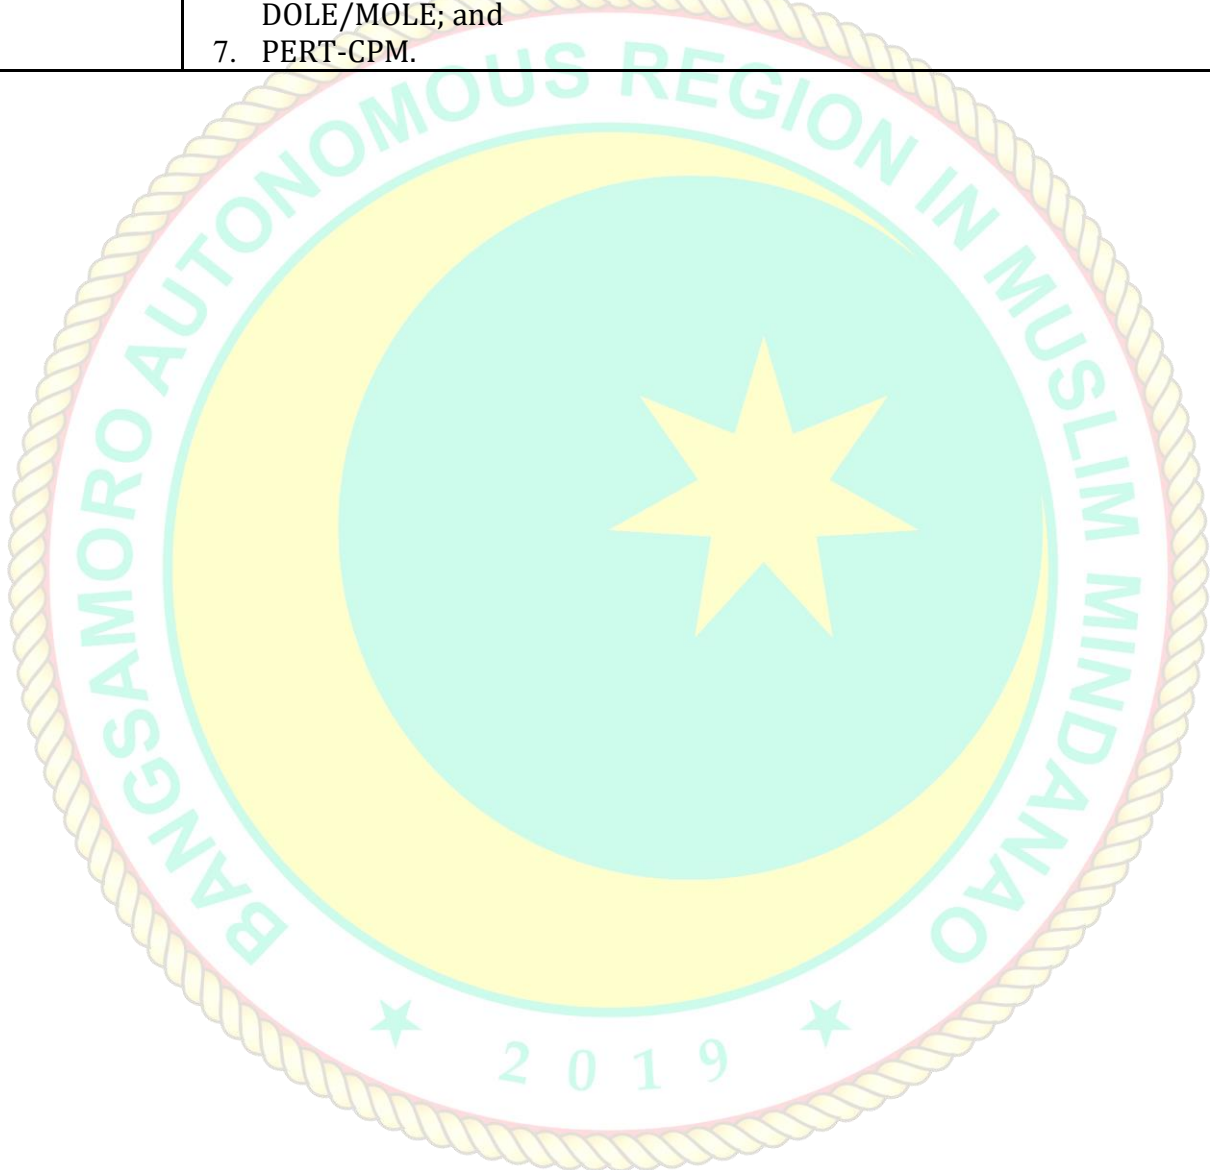 DOLE/MOLE; and
7. PERT-CPM.
BANGSAMORO AUTONOMOUS REGION IN MUSLIM MINDANAO
2019